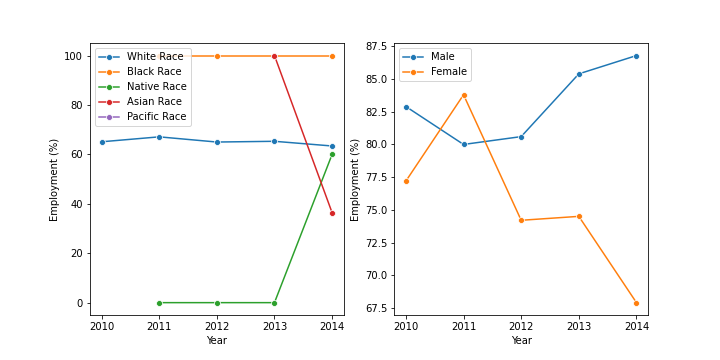 White Race
Black Race
Native Race
Asian Race
Pacific Race
100
80
60
40
20
0
Employment (%)
2010 2011 2012 2013 2014
Year
Male
Female
87.5
85.0
82.5
80.0
77.5
75.0
72.5
70.0
67.5
Employment (%)
2010 2011 2012 2013 2014
Year